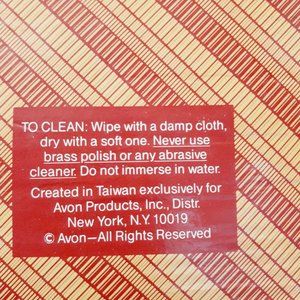 TO CLEAN: Wipe with a damp cloth,
dry with a soft one. Never use
brass polish or any abrasive
cleaner. Do not immerse in water.
Created in Taiwan exclusively for
Avon Products, Inc., Distr.
New York, N.Y. 10019
© Avon—All Rights Reserved